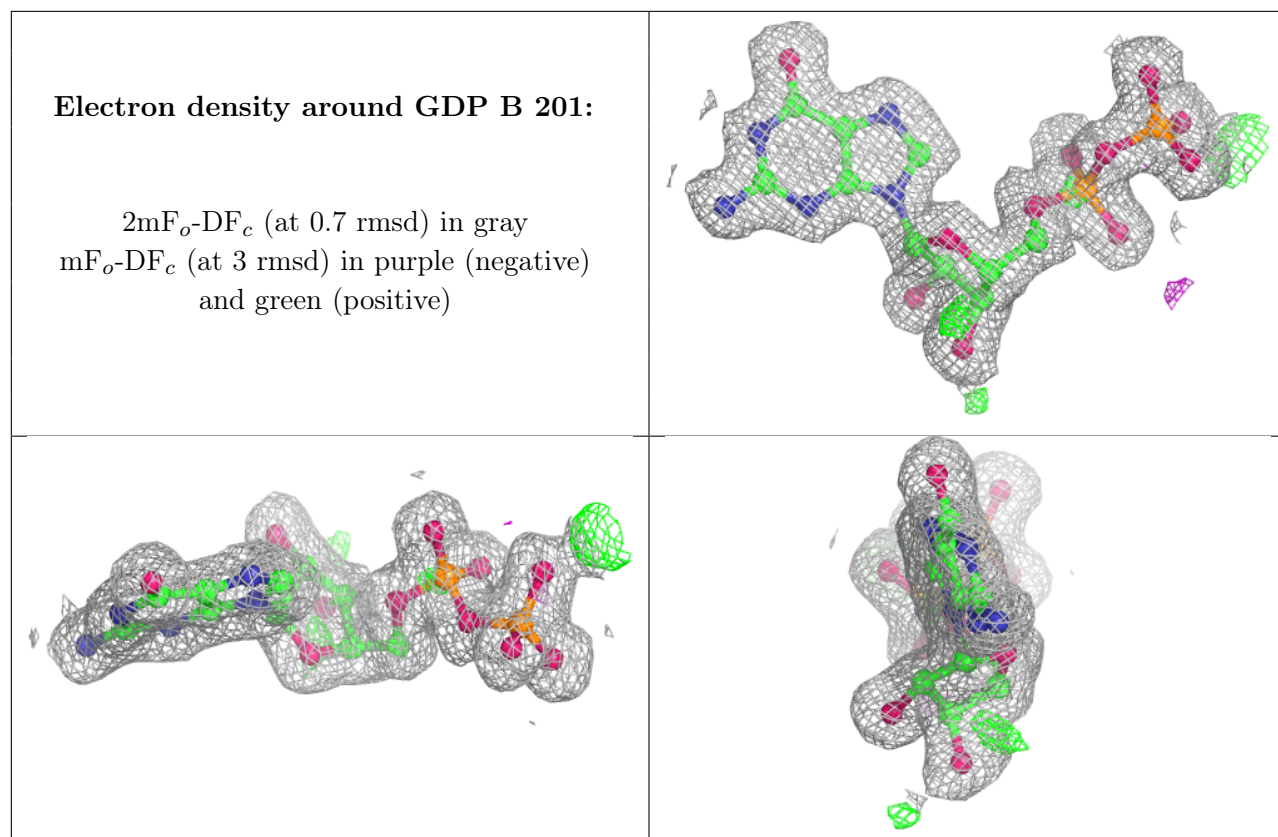 Electron density around GDP B 201:
2mFo-DFc (at 0.7 rmsd) in gray
mFo-DFc (at 3 rmsd) in purple (negative)
and green (positive)